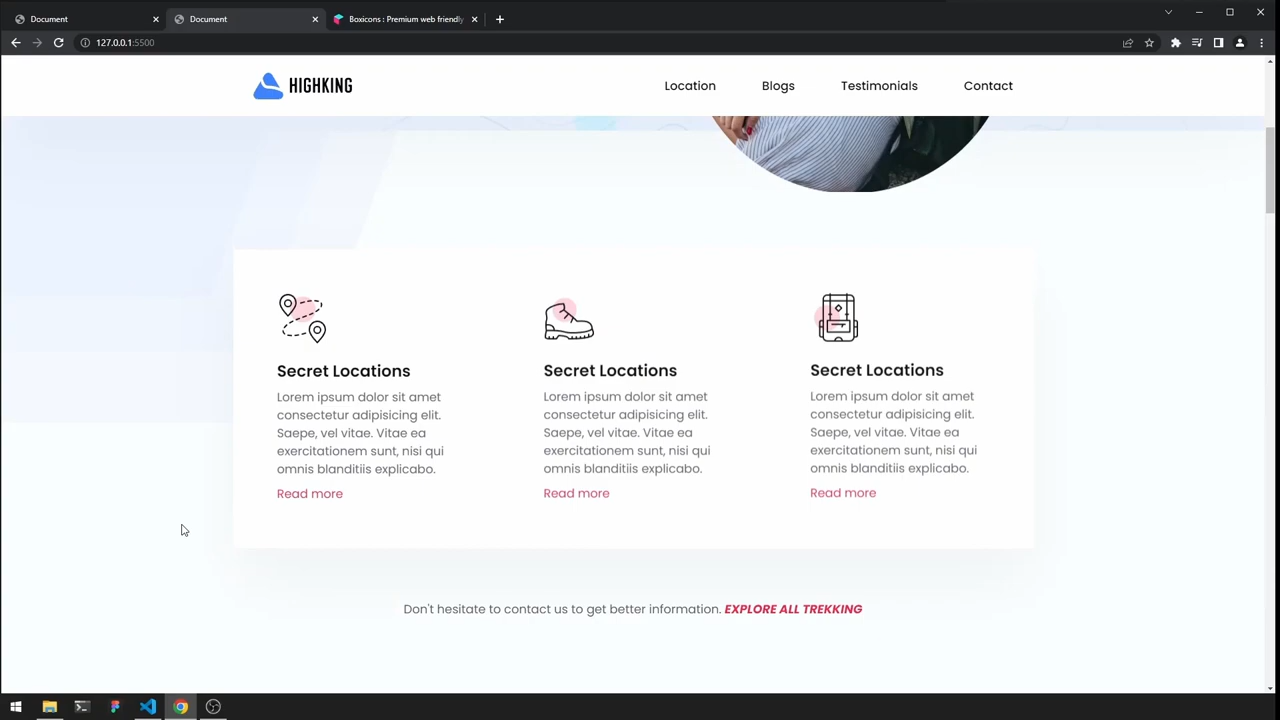 Document
Document
Boxicons : Premium web friendly
127.0.0.1:5500
HIGHKING
Location
Blogs
Testimonials
Contact
Secret Locations
Lorem ipsum dolor sit amet
consectetur adipisicing elit.
Saepe, vel vitae. Vitae ea
exercitationem sunt, nisi qui
omnis blanditiis explicabo.
Read more
Secret Locations
Lorem ipsum dolor sit amet
consectetur adipisicing elit.
Saepe, vel vitae. Vitae ea
exercitationem sunt, nisi qui
omnis blanditiis explicabo.
Read more
Secret Locations
Lorem ipsum dolor sit amet
consectetur adipisicing elit.
Saepe, vel vitae. Vitae ea
exercitationem sunt, nisi qui
omnis blanditiis explicabo.
Read more
Don't hesitate to contact us to get better information. EXPLORE ALL TREKKING